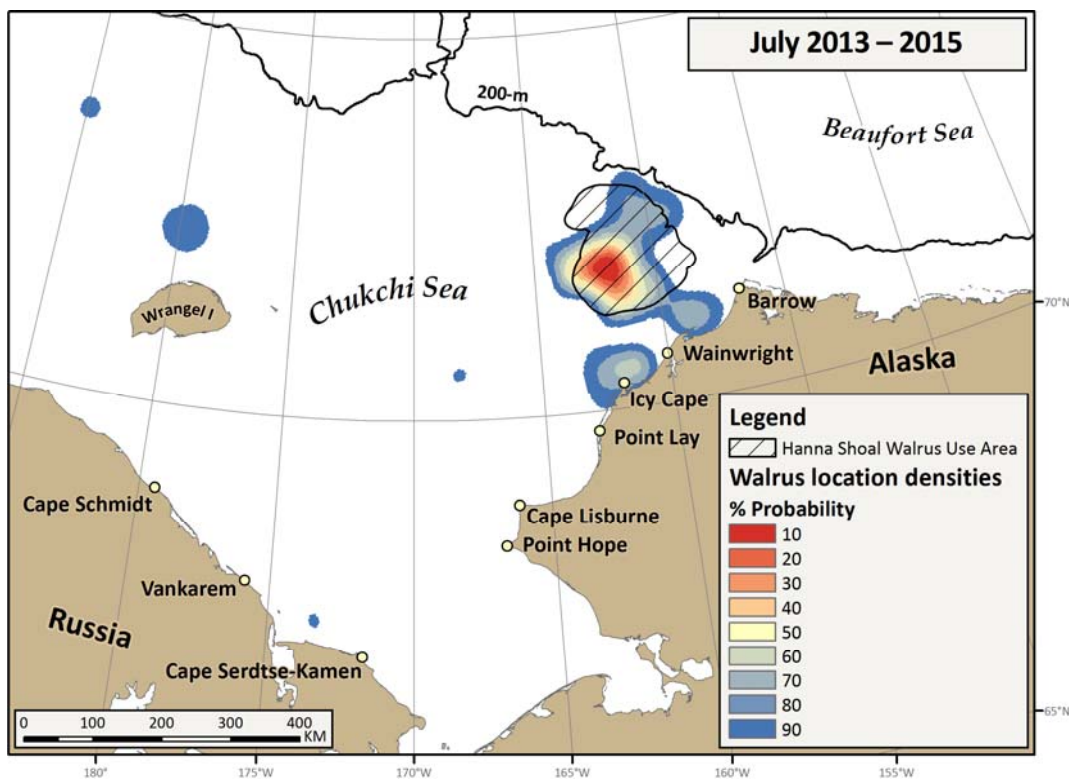 July 2013 – 2015
200-m
Beaufort Sea
Chukchi Sea
Wrangel I
Barrow
70°N
Wainwright
Alaska
Icy Cape
Point Lay
Cape Schmidt
Cape Lisburne
Point Hope
Vankarem
Russia
Cape Serdtse-Kamen
Legend
Hanna Shoal Walrus Use Area
Walrus location densities
% Probability
10
20
30
40
50
60
70
80
90
65°N
0 100 200 300 400
KM
180° 175°W 170°W 165°W 160°W 155°W